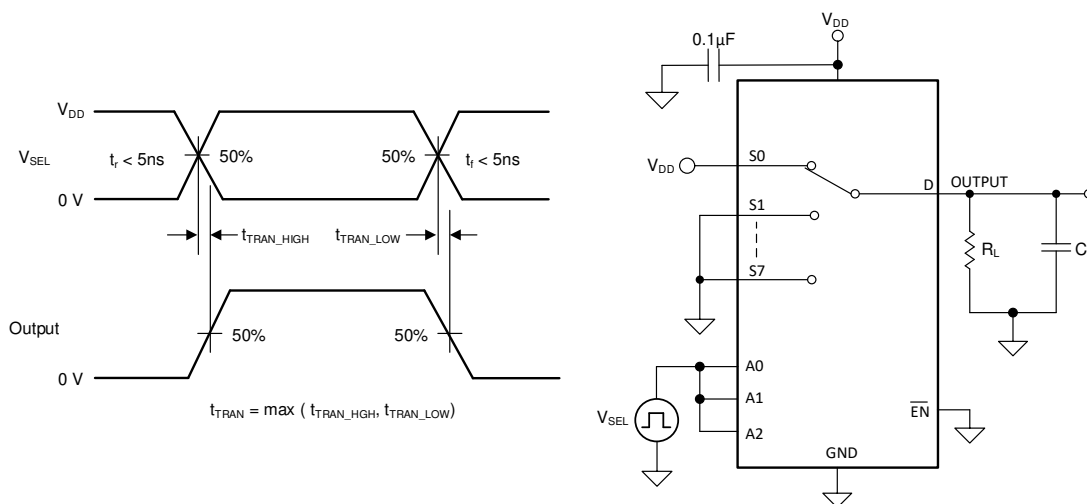 V_DD
V_SEL
0 V
t_r < 5ns
50%
50%
t_f < 5ns
t_TRAN_HIGH
t_TRAN_LOW
Output
50%
50%
0 V
t_TRAN = max ( t_TRAN_HGH, t_TRAN_LOW)
V_DD
0.1µF
V_DD
S0
D
OUTPUT
S1
S7
R_L
C
A0
A1
A2
V_SEL
EN
GND